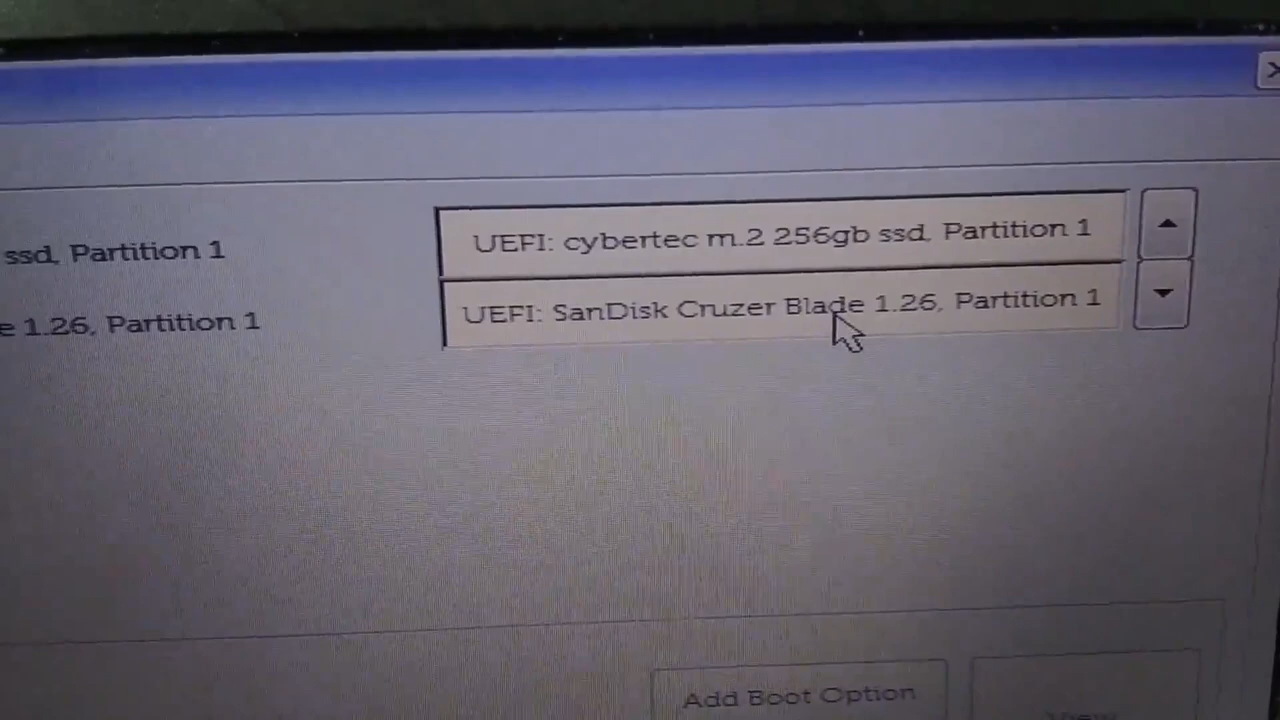 ssd, Partition 1
UEFI: cybertec m.2 256gb ssd, Partition 1
e 1.26, Partition 1
UEFI: SanDisk Cruzer Blade 1.26, Partition 1
Add Boot Option